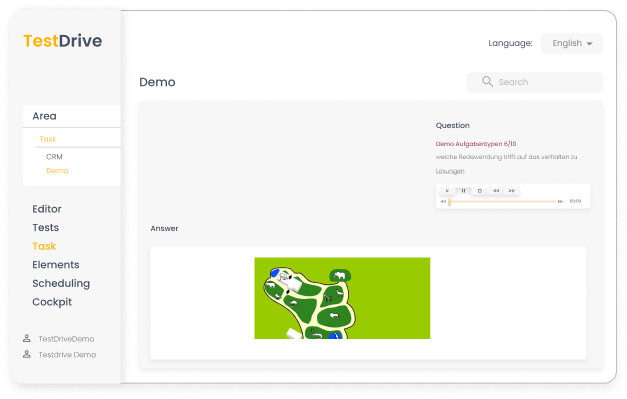 TestDrive
Language:
English
Demo
Search
Area
Task
CRM
Demo
Editor
Tests
Task
Elements
Scheduling
Cockpit
TestDriveDemo
Testdrive Demo
Question
Demo Aufgabentypen 6/10
welche Redewendung trifft auf das verhalten zu
Lösungen
00:00
Answer